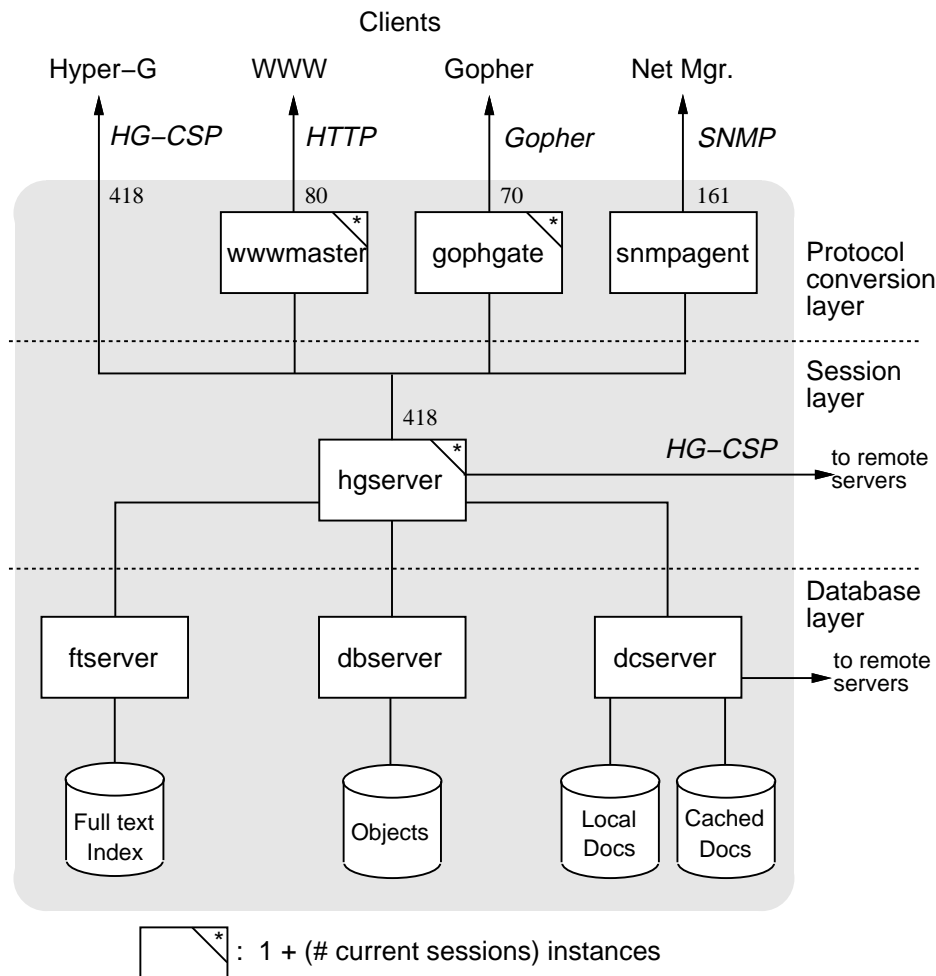 Clients
Hyper−G WWW Gopher Net Mgr.
HG−CSP HTTP Gopher SNMP
418 80 70 161
* *
wwwmaster gophgate snmpagent
Protocol
conversion
layer
Session
layer
418
*
HG−CSP
hgserver
to remote
servers
Database
layer
ftserver dbserver dcserver
to remote
servers
Full text
Index
Objects
Local
Docs
Cached
Docs
* : 1 + (# current sessions) instances